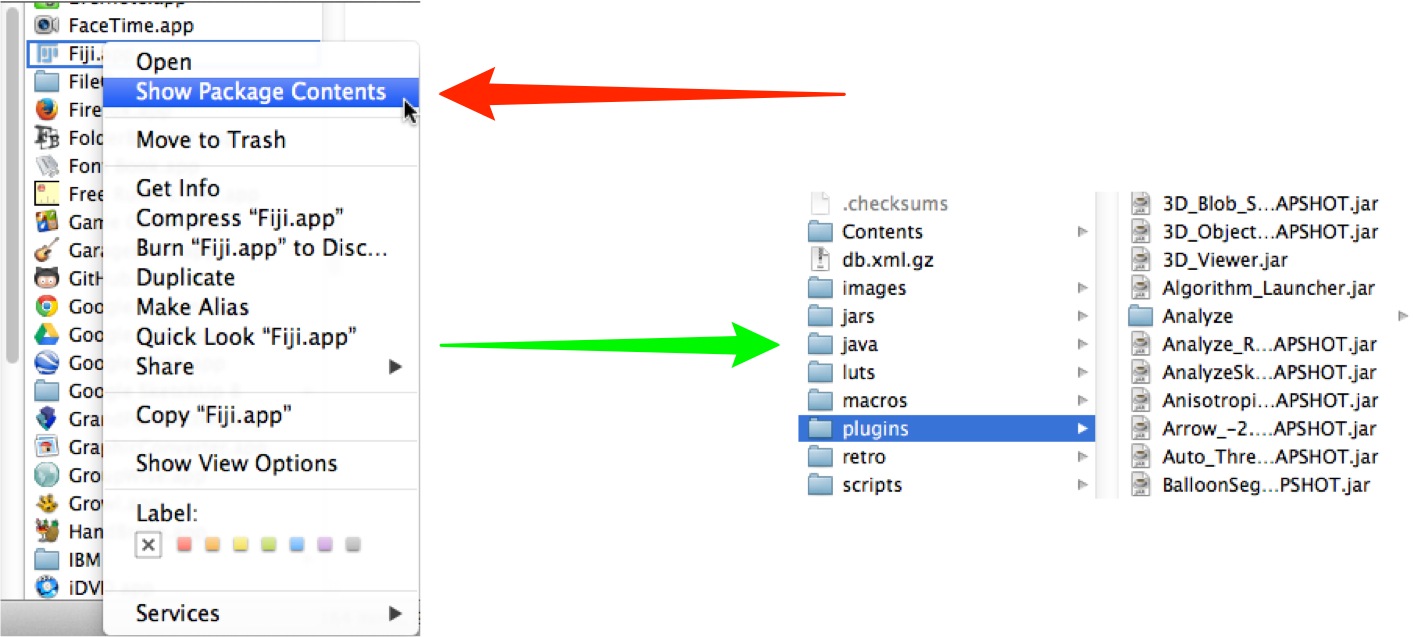 FaceTime.app
Fiji.
Open
Show Package Contents
Move to Trash
Get Info
Compress “Fiji.app”
Burn “Fiji.app” to Disc...
Duplicate
Make Alias
Quick Look “Fiji.app”
Share
Copy “Fiji.app”
Show View Options
Label:
Services
File
Fire
Fold
Fon
Free
Gam
Gara
GitH
Goo
Goo
Goo
Goo
Gra
Gra
Gro
Grow
Han
IBM
iDV
.checksums
Contents
db.xml.gz
images
jars
java
luts
macros
plugins
retro
scripts
3D_Blob_S...APSHOT.jar
3D_Object...APSHOT.jar
3D_Viewer.jar
Algorithm_Launcher.jar
Analyze
Analyze_R...APSHOT.jar
AnalyzeSk...APSHOT.jar
Anisotropi...APSHOT.jar
Arrow_-2....APSHOT.jar
Auto_Thre...APSHOT.jar
BalloonSeg...PSHOT.jar